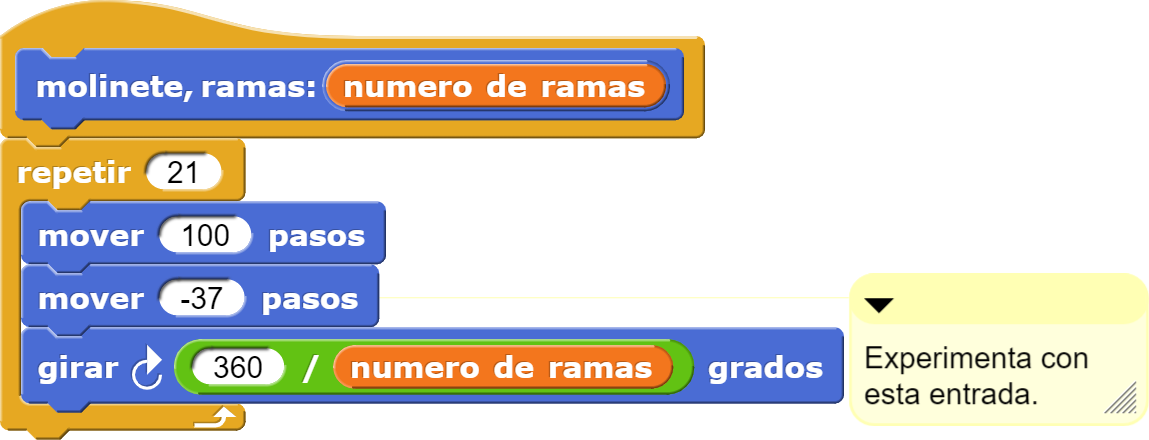 molinete, ramas: numero de ramas
repetir 21
mover 100 pasos
mover -37 pasos
girar 360 / numero de ramas grados
Experimenta con
esta entrada.